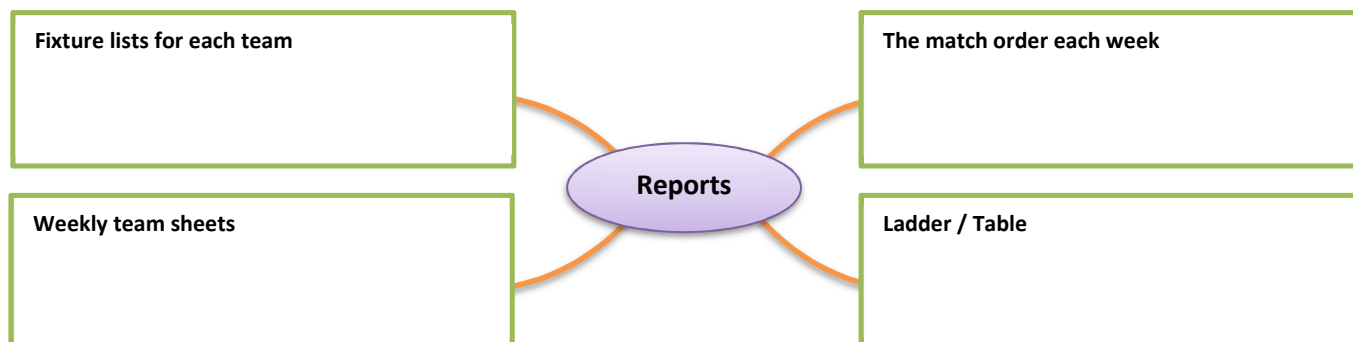 Fixture lists for each team
The match order each week
Reports
Weekly team sheets
Ladder / Table